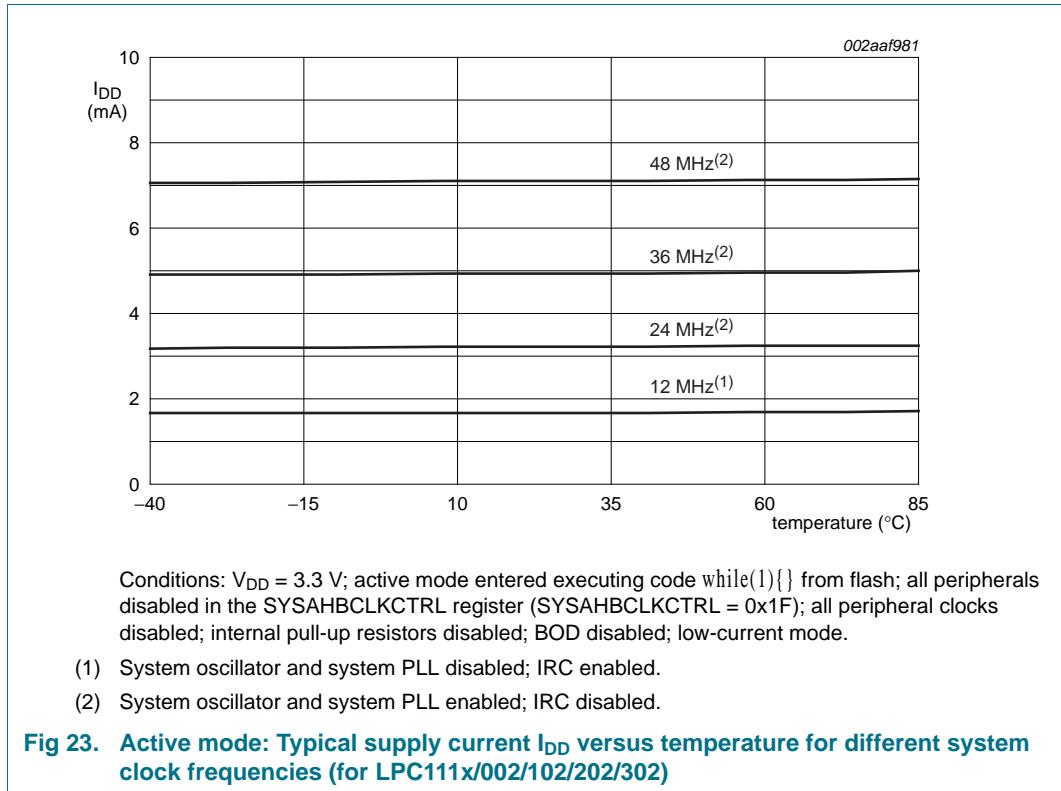 002aaf981
10
I_DD
(mA)
8
48 MHz(2)
6
36 MHz(2)
4
24 MHz(2)
12 MHz(1)
2
0
−40 −15 10 35 60 85
temperature (°C)
Conditions: V_DD = 3.3 V; active mode entered executing code while(1){} from flash; all peripherals
disabled in the SYSAHBCLKCTRL register (SYSAHBCLKCTRL = 0x1F); all peripheral clocks
disabled; internal pull-up resistors disabled; BOD disabled; low-current mode.
(1) System oscillator and system PLL disabled; IRC enabled.
(2) System oscillator and system PLL enabled; IRC disabled.
Fig 23. Active mode: Typical supply current I_DD versus temperature for different system
clock frequencies (for LPC111x/002/102/202/302)